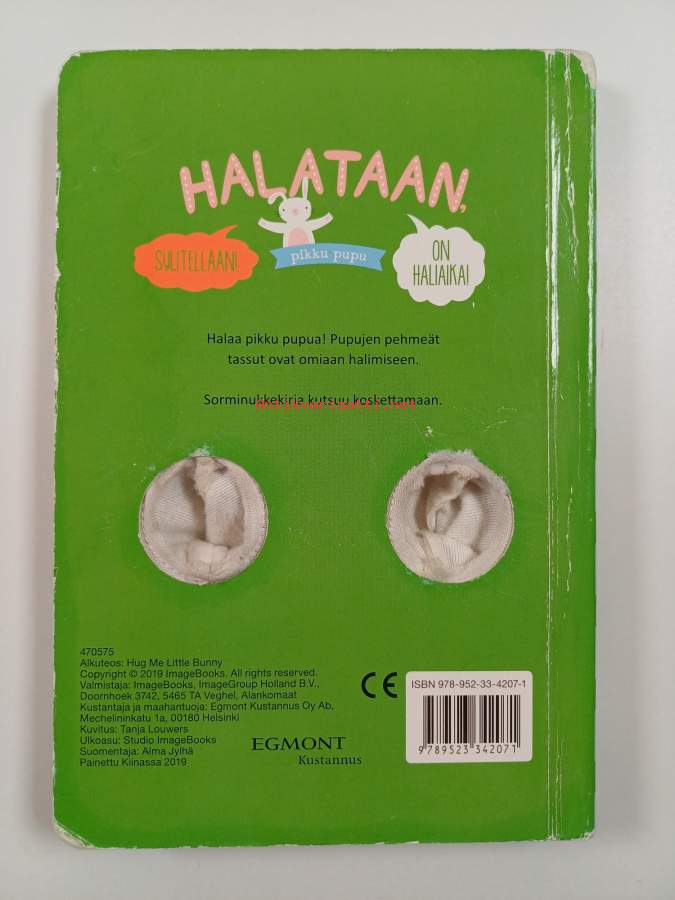 HALATAAN,
SYLITELLÄÄN!
pikku pupu
ON
HALIAIKA!
Halaa pikku pupua! Pupujen pehmeät
tassut ovat omiaan halimiseen.
Sorminukkekirja kutsuu koskettamaan.
Antikvariaatti.net
470575
Alkuteos: Hug Me Little Bunny
Copyright © 2019 ImageBooks. All rights reserved.
Valmistaja: ImageBooks, ImageGroup Holland B.V.,
Doornhoek 3742, 5465 TA Veghel, Alankomaat
Kustantaja ja maahantuoja: Egmont Kustannus Oy Ab,
Mechelininkatu 1a, 00180 Helsinki
Kuvitus: Tanja Louwers
Ulkoasu: Studio ImageBooks
Suomentaja: Alma Jylhä
Painettu Kiinassa 2019
EGMONT
Kustannus
CE
ISBN 978-952-33-4207-1
9 789523 342071